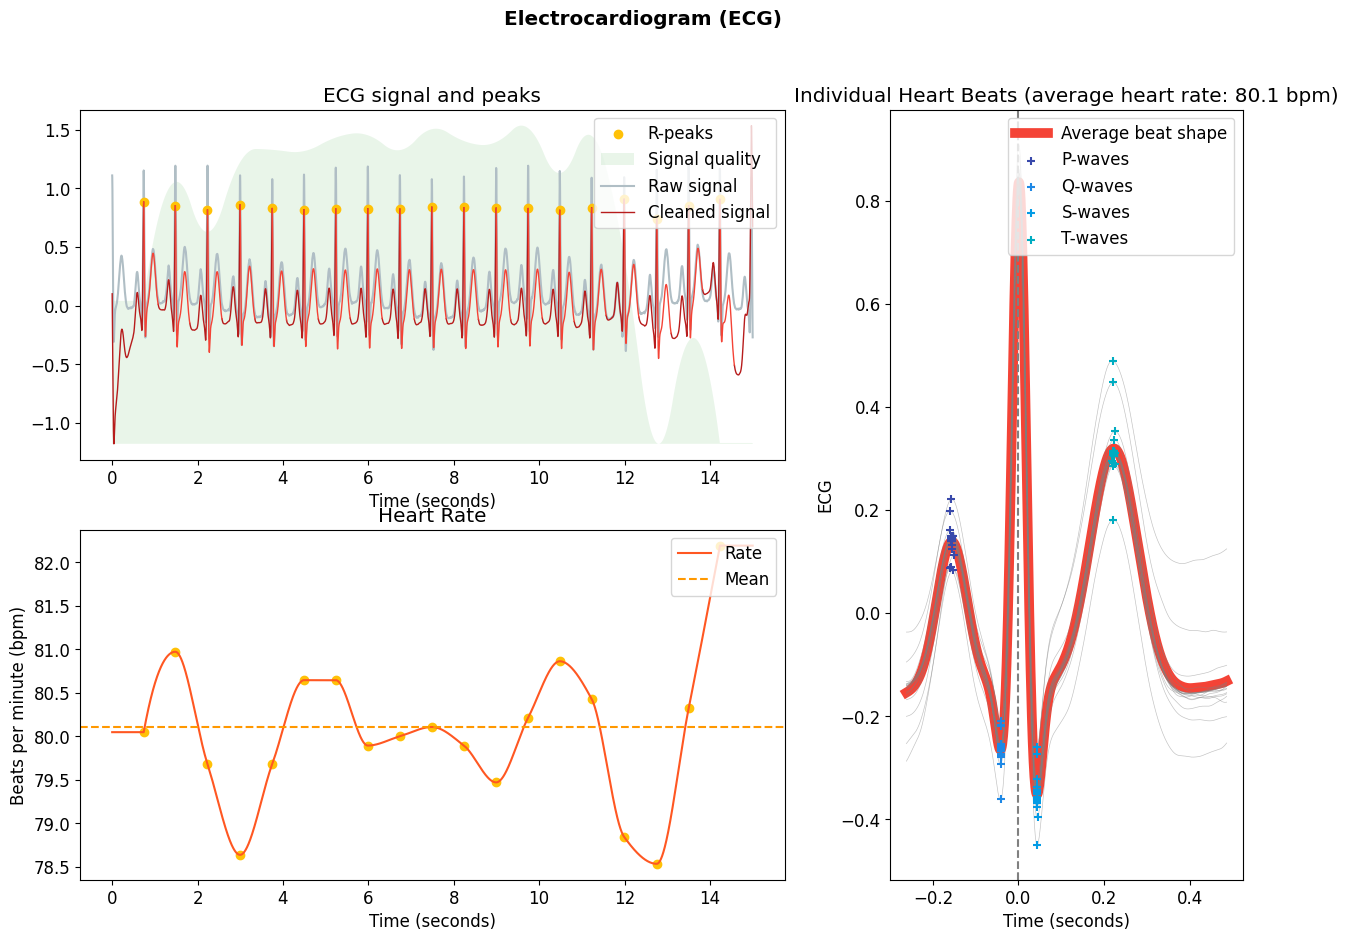 Electrocardiogram (ECG)
ECG signal and peaks
1.5
1.0
0.5
0.0
−0.5
−1.0
R-peaks
Signal quality
Raw signal
Cleaned signal
0 2 4 6 8 10 12 14
Time (seconds)
Heart Rate
Beats per minute (bpm)
82.0
81.5
81.0
80.5
80.0
79.5
79.0
78.5
Rate
Mean
0 2 4 6 8 10 12 14
Time (seconds)
Individual Heart Beats (average heart rate: 80.1 bpm)
ECG
0.8
0.6
0.4
0.2
0.0
−0.2
−0.4
Average beat shape
P-waves
Q-waves
S-waves
T-waves
−0.2 0.0 0.2 0.4
Time (seconds)